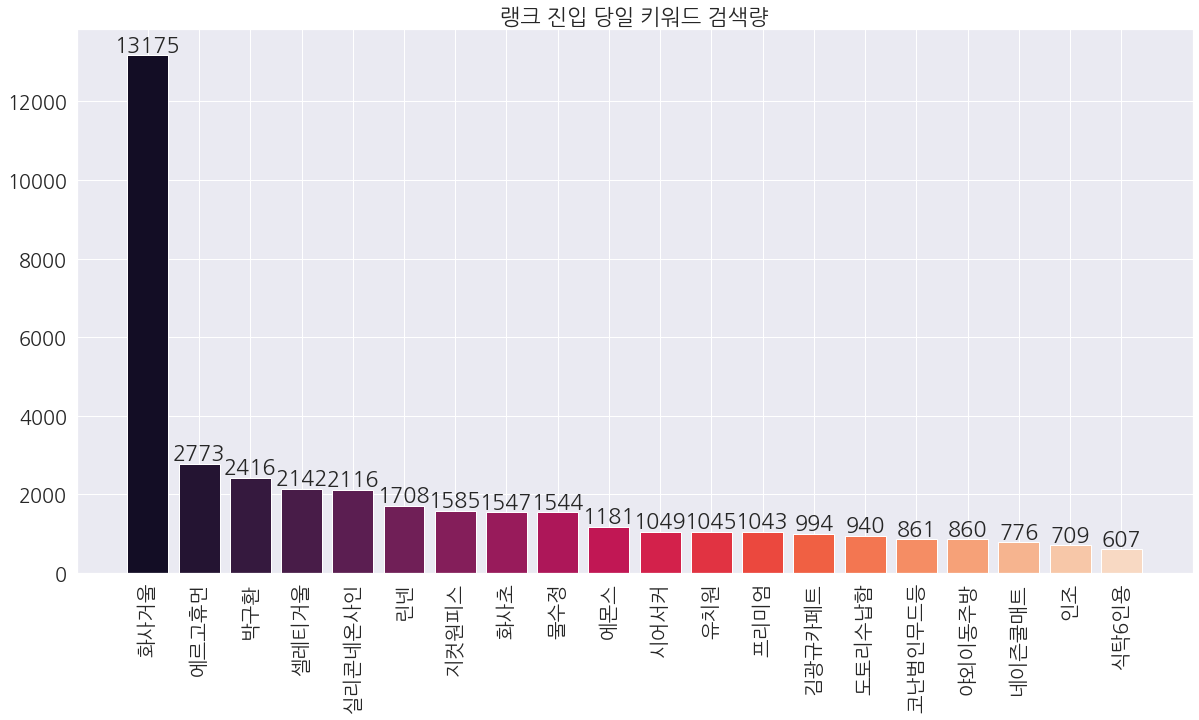 랭크 진입 당일 키워드 검색량
13175
12000
10000
8000
6000
4000
2000
0
2773
2416
2142
2116
1708
1585
1547
1544
1181
1049
1045
1043
994
940
861
860
776
709
607
화사거울
에르고휴먼
박규환
셀레티거울
실리콘네온사인
린넨
지컷원피스
화사초
물수정
에몬스
시어서커
유치원
프리미엄
김광규카페트
도토리수납함
코난범인무드등
야외이동주방
네이즌쿨매트
인조
식탁6인용